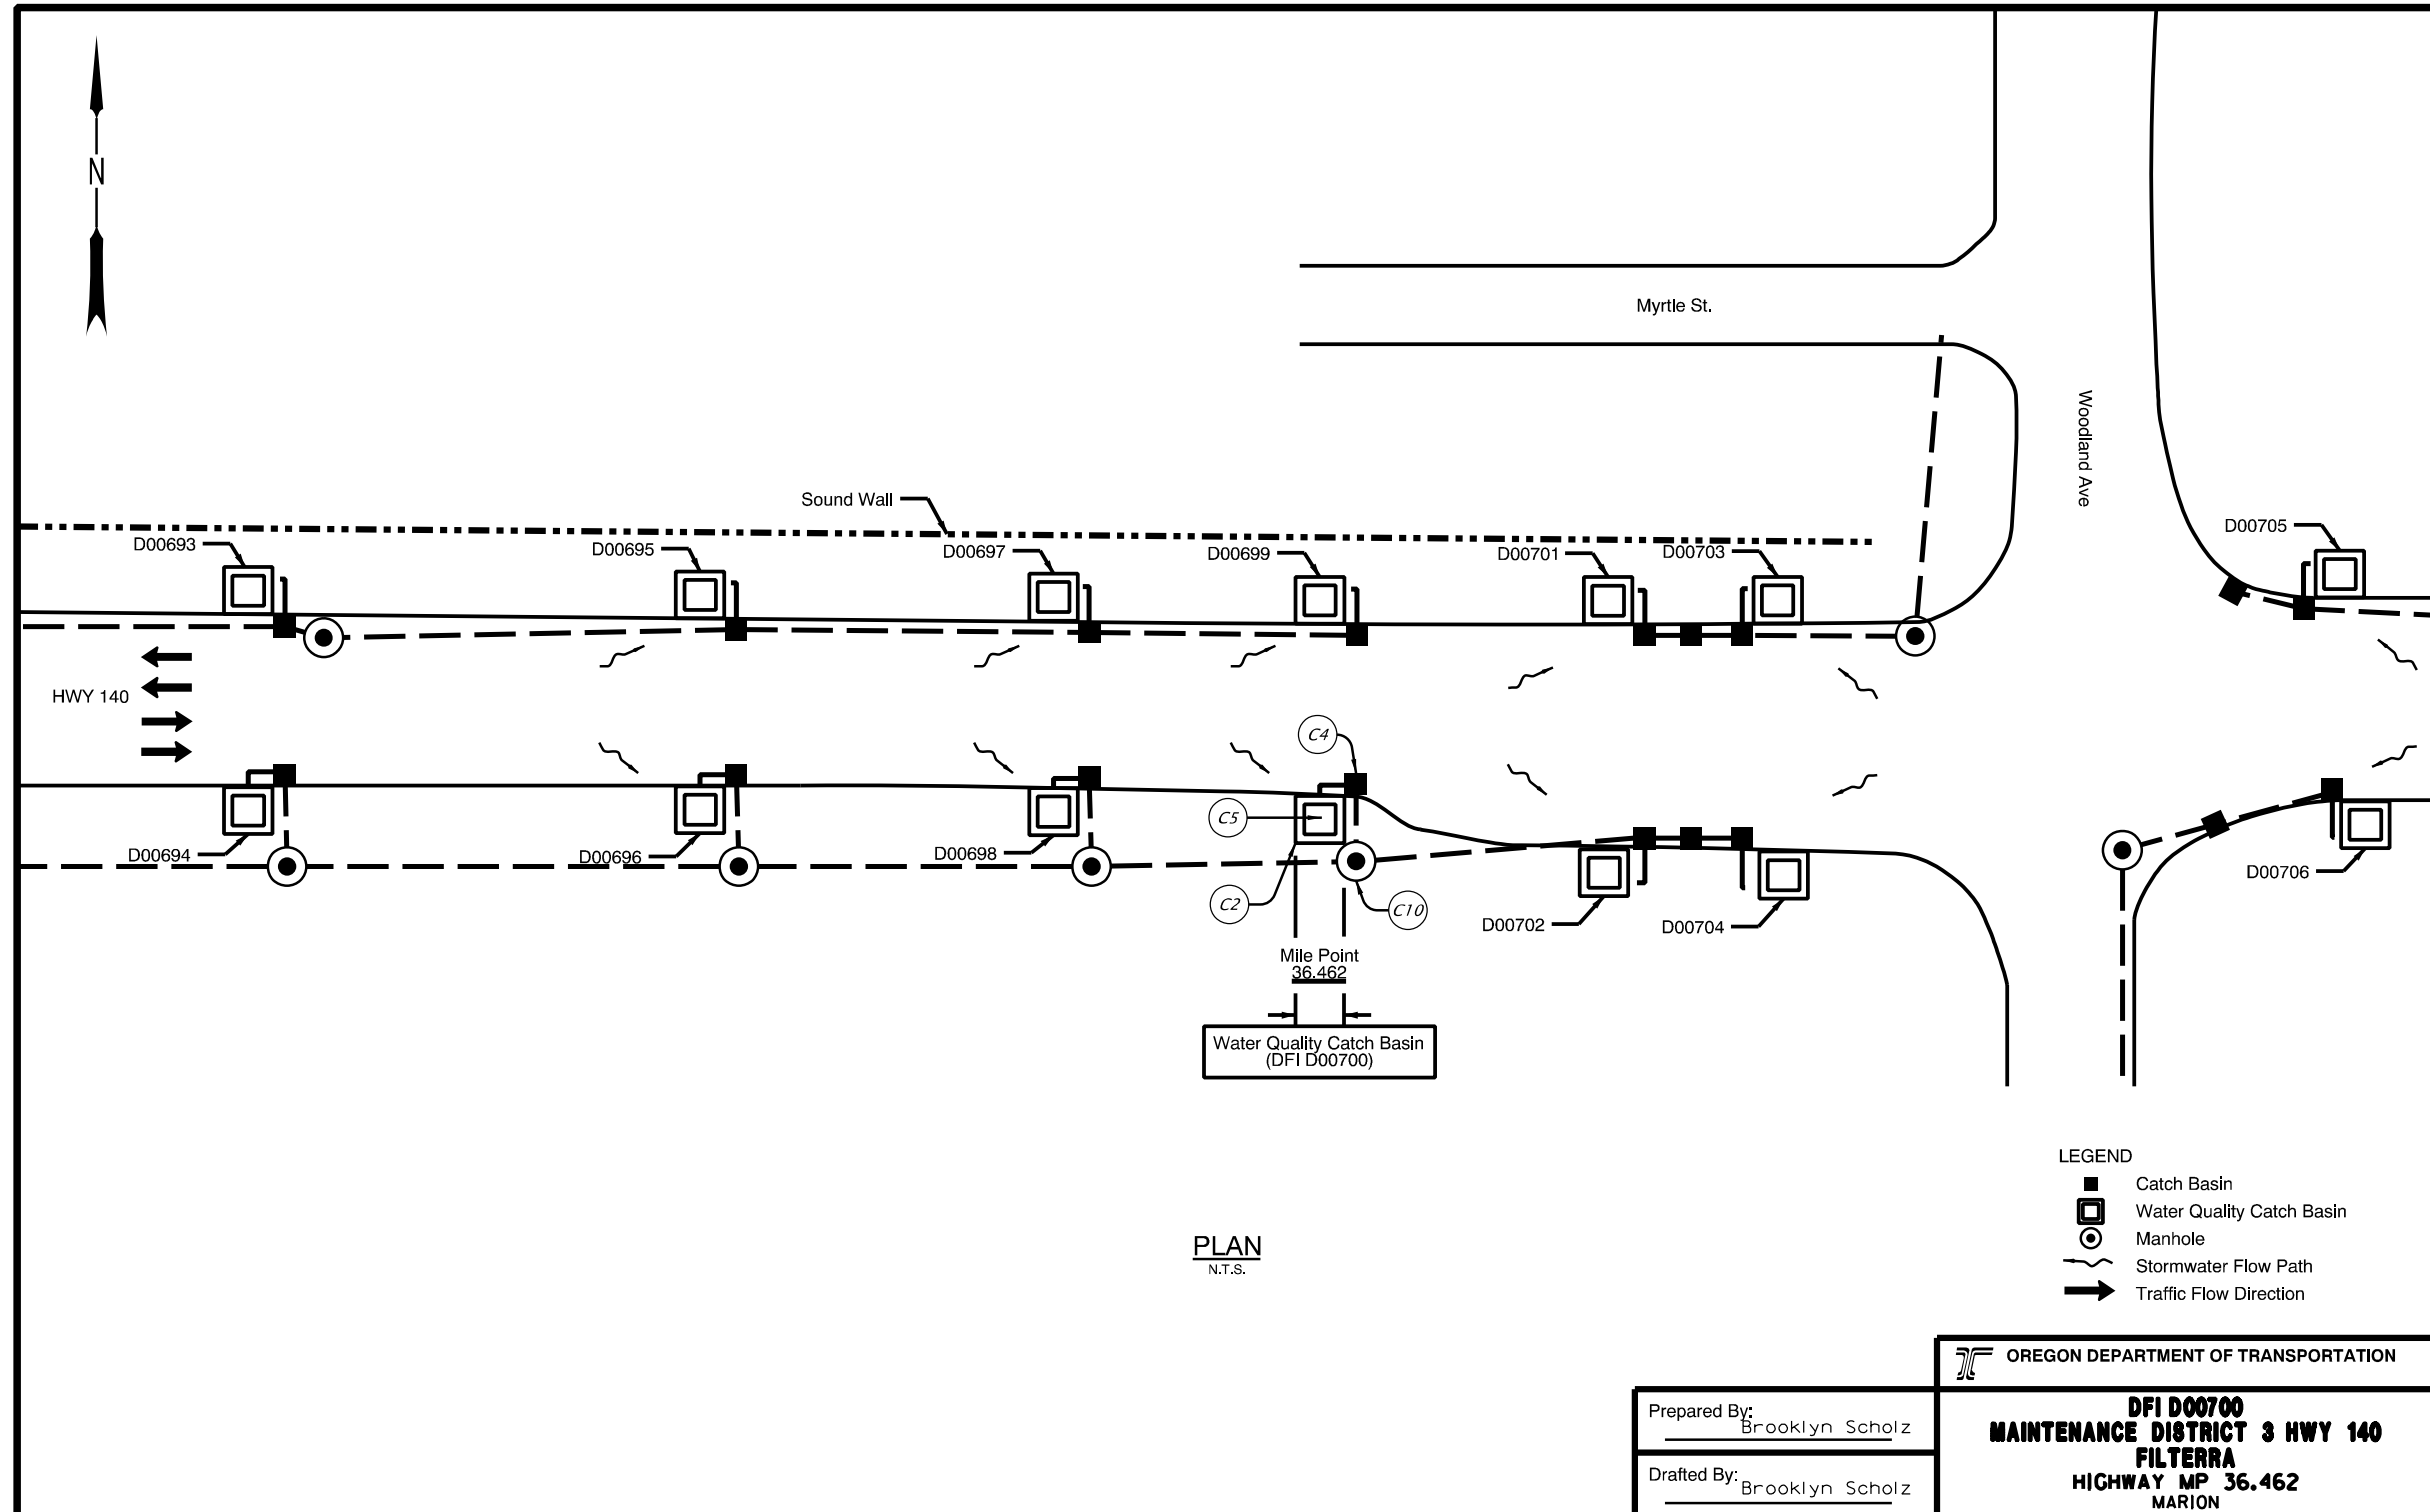 N
Myrtle St.
Woodland Ave
Sound Wall
D00693
D00695
D00697
D00699
D00701
D00703
D00705
HWY 140
C4
C5
C2
C10
D00694
D00696
D00698
D00702
D00704
D00706
Mile Point
36.462
Water Quality Catch Basin
(DFI D00700)
PLAN
N.T.S.
LEGEND
Catch Basin
Water Quality Catch Basin
Manhole
Stormwater Flow Path
Traffic Flow Direction
OREGON DEPARTMENT OF TRANSPORTATION
Prepared By:
Brooklyn Scholz
Drafted By:
Brooklyn Scholz
DFI D00700
MAINTENANCE DISTRICT 3 HWY 140
FILTERRA
HIGHWAY MP 36.462
MARION